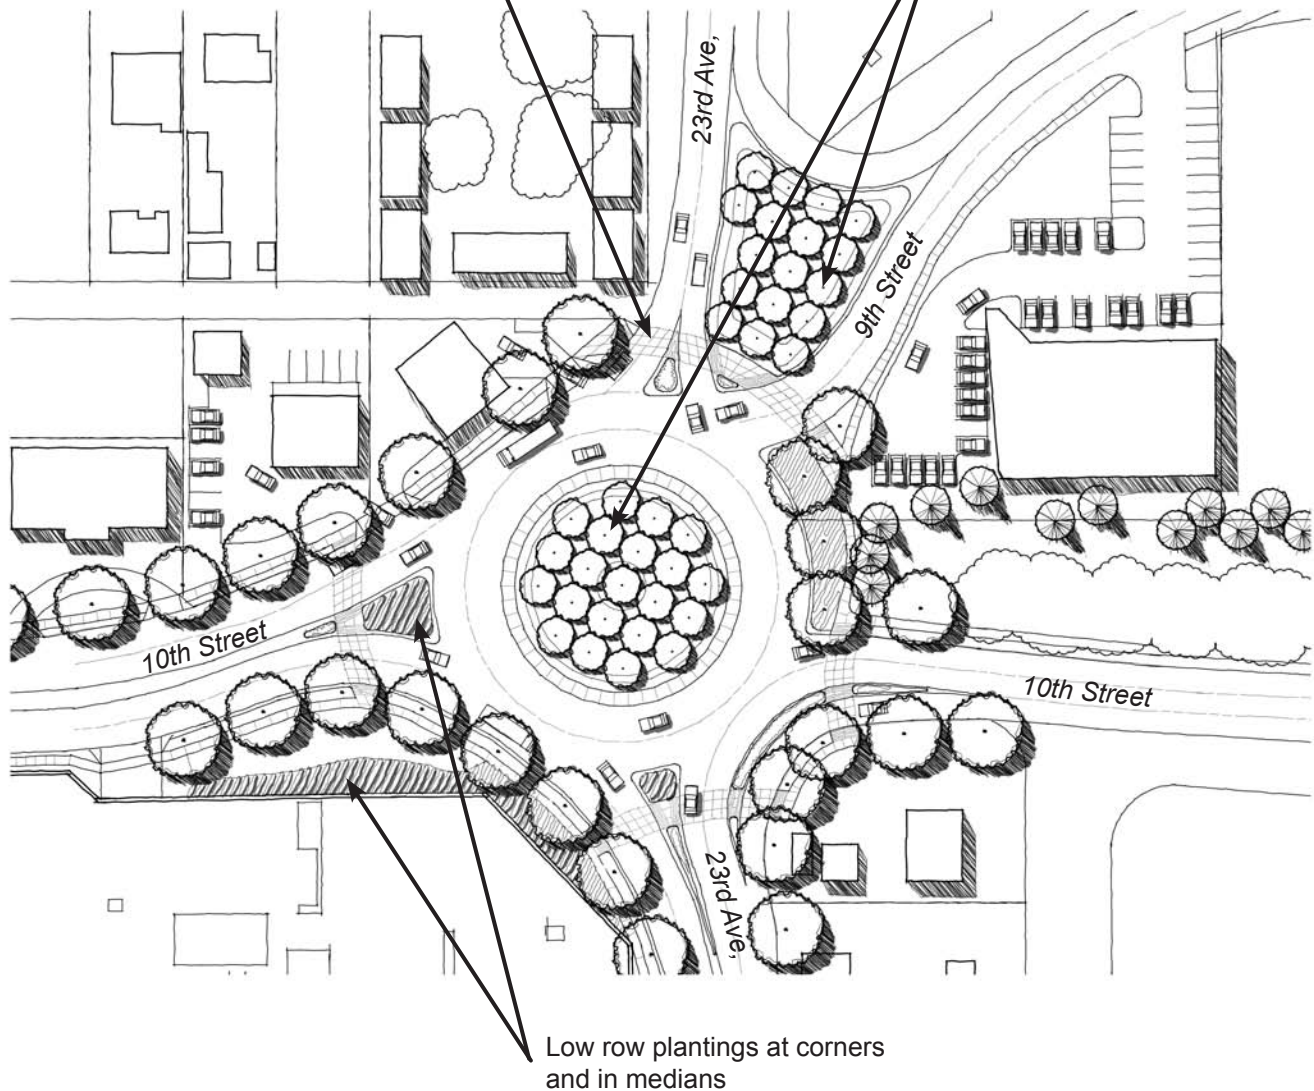 23rd Ave,
9th Street
10th Street
10th Street
23rd Ave,
Low row plantings at corners
and in medians